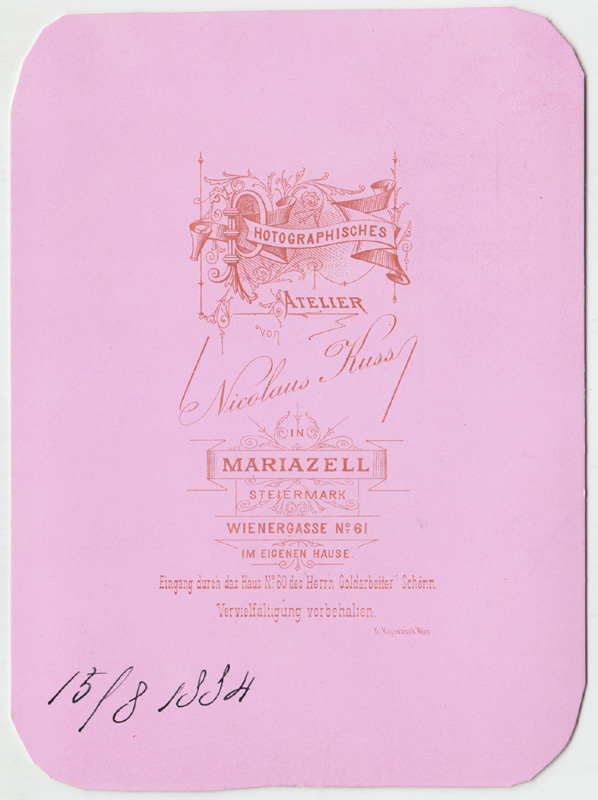 PHOTOGRAPHISCHES
ATELIER
von
Nicolaus Kuss
IN
MARIAZELL
STEIERMARK
WIENERGASSE No. 61
IM EIGENEN HAUSE.
Eingang durch das Haus No. 60 des "Herrn Goldarbeiter" Schönn.
Vervielfältigung vorbehalten.
Wien
15/8 1884